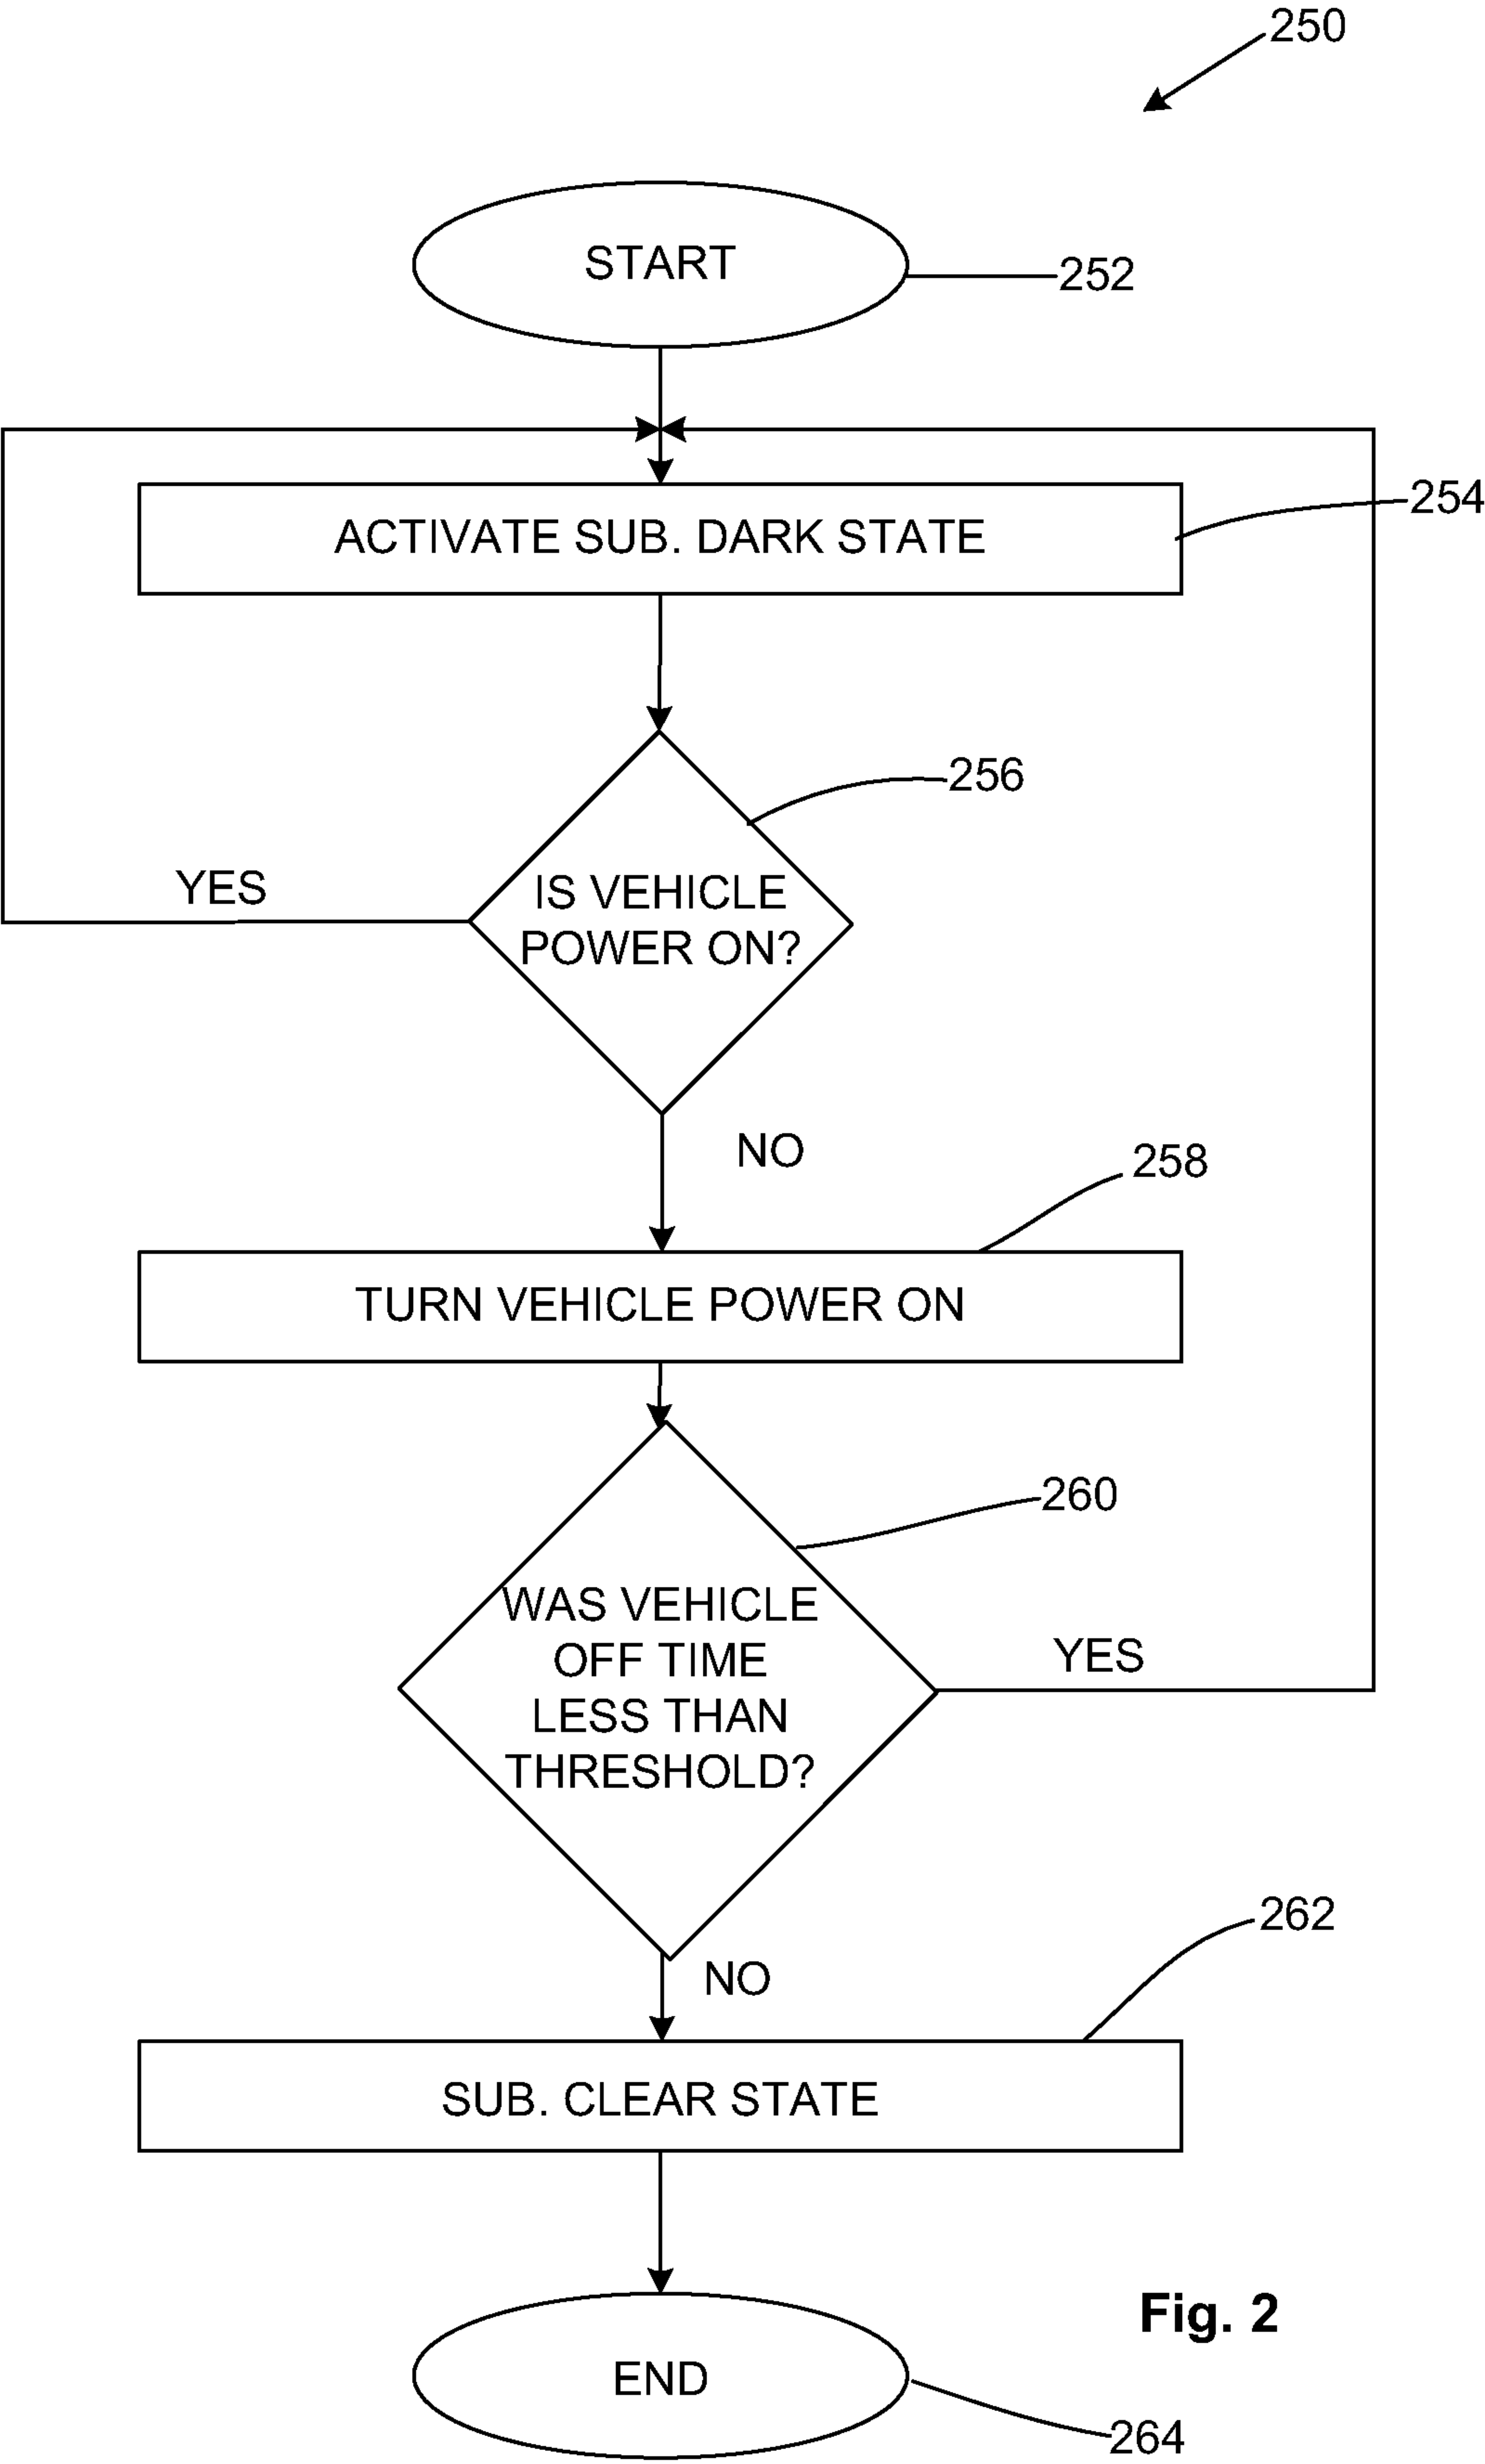 250
START
252
ACTIVATE SUB. DARK STATE
254
256
IS VEHICLE
POWER ON?
YES
NO
258
TURN VEHICLE POWER ON
260
WAS VEHICLE
OFF TIME
LESS THAN
THRESHOLD?
YES
NO
262
SUB. CLEAR STATE
Fig. 2
END
264